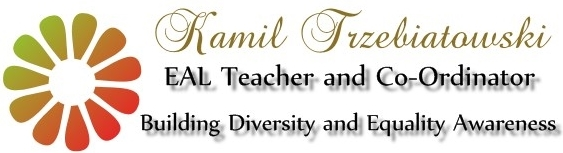 Kamil Trzebiatowski
EAL Teacher and Co-Ordinator
Building Diversity and Equality Awareness